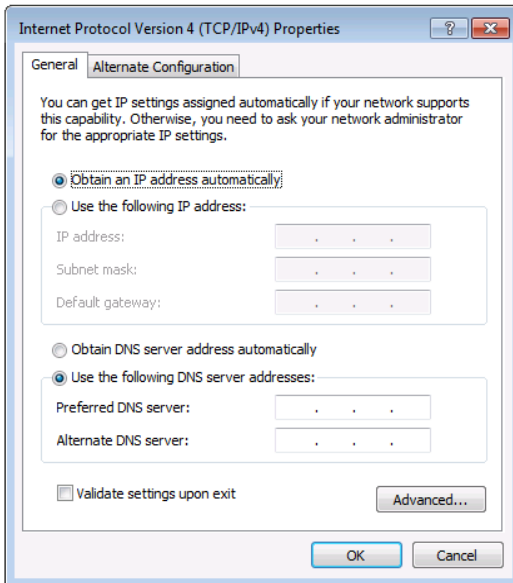 Internet Protocol Version 4 (TCP/IPv4) Properties
General
Alternate Configuration
You can get IP settings assigned automatically if your network supports
this capability. Otherwise, you need to ask your network administrator
for the appropriate IP settings.
Obtain an IP address automatically
Use the following IP address:
IP address:
Subnet mask:
Default gateway:
Obtain DNS server address automatically
Use the following DNS server addresses:
Preferred DNS server:
Alternate DNS server:
Validate settings upon exit
Advanced...
OK
Cancel